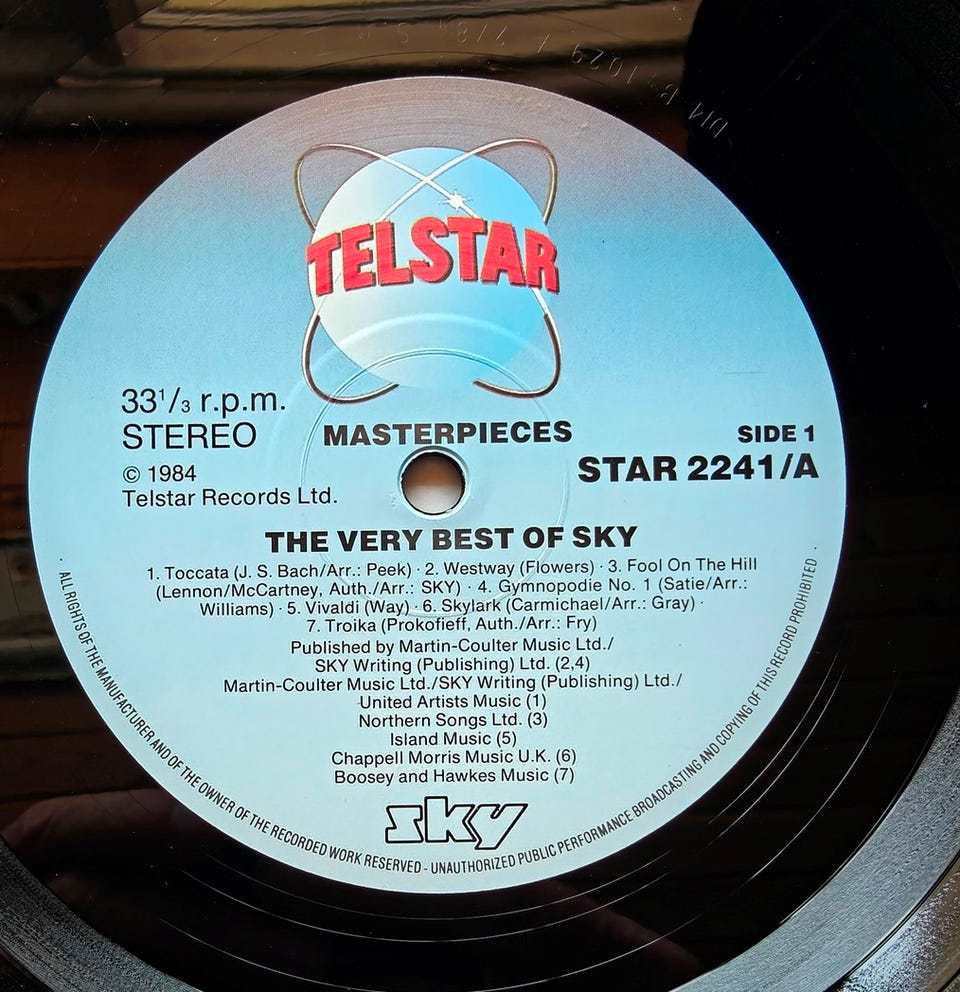 TELSTAR
33¹/₃ r.p.m.
STEREO
© 1984
Telstar Records Ltd.
MASTERPIECES
SIDE 1
STAR 2241/A
THE VERY BEST OF SKY
1. Toccata (J. S. Bach/Arr.: Peek) · 2. Westway (Flowers) · 3. Fool On The Hill
(Lennon/McCartney, Auth./Arr.: SKY) · 4. Gymnopodie No. 1 (Satie/Arr.:
Williams) · 5. Vivaldi (Way) · 6. Skylark (Carmichael/Arr.: Gray) ·
7. Troika (Prokofieff, Auth./Arr.: Fry)
Published by Martin-Coulter Music Ltd./
SKY Writing (Publishing) Ltd. (2,4)
Martin-Coulter Music Ltd./SKY Writing (Publishing) Ltd./
United Artists Music (1)
Northern Songs Ltd. (3)
Island Music (5)
Chappell Morris Music U.K. (6)
Boosey and Hawkes Music (7)
sky
· ALL RIGHTS OF THE MANUFACTURER AND OF THE OWNER OF THE RECORDED WORK RESERVED - UNAUTHORIZED PUBLIC PERFORMANCE BROADCASTING AND COPYING OF THIS RECORD PROHIBITED ·